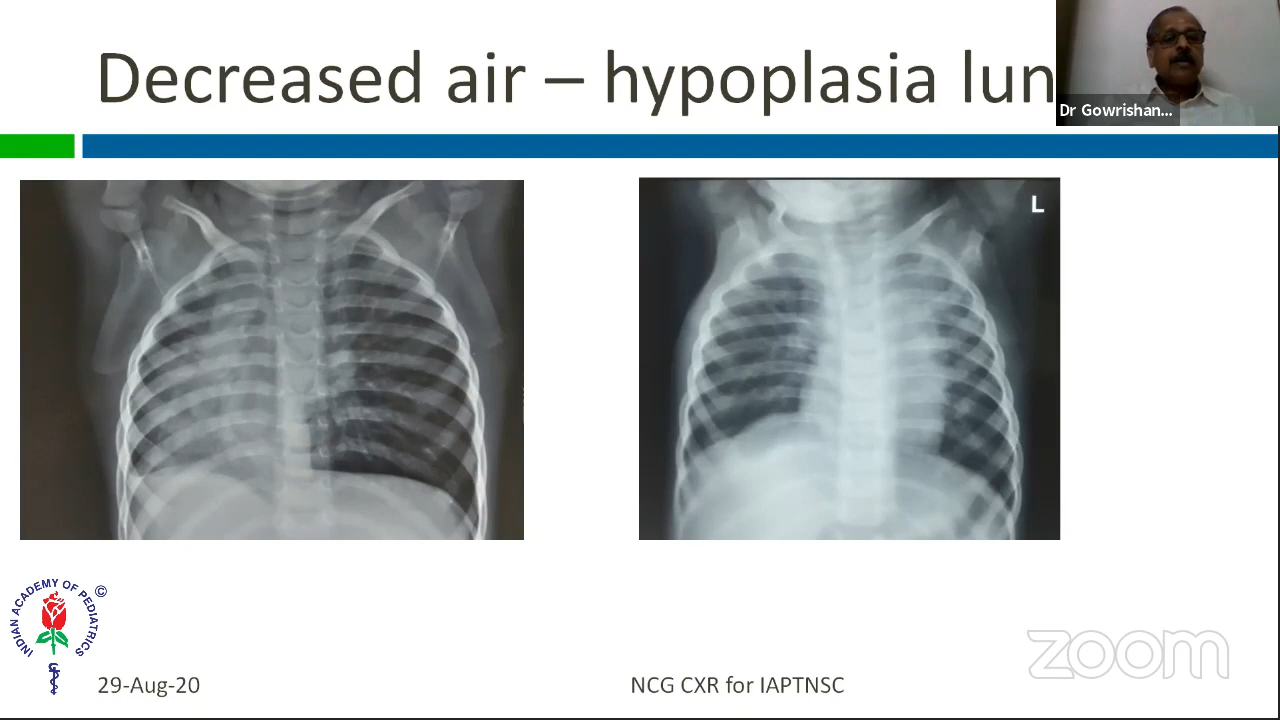 Decreased air – hypoplasia lun
Dr Gowrishan...
L
INDIAN ACADEMY OF PEDIATRICS
©
29-Aug-20
NCG CXR for IAPTNSC
zoom